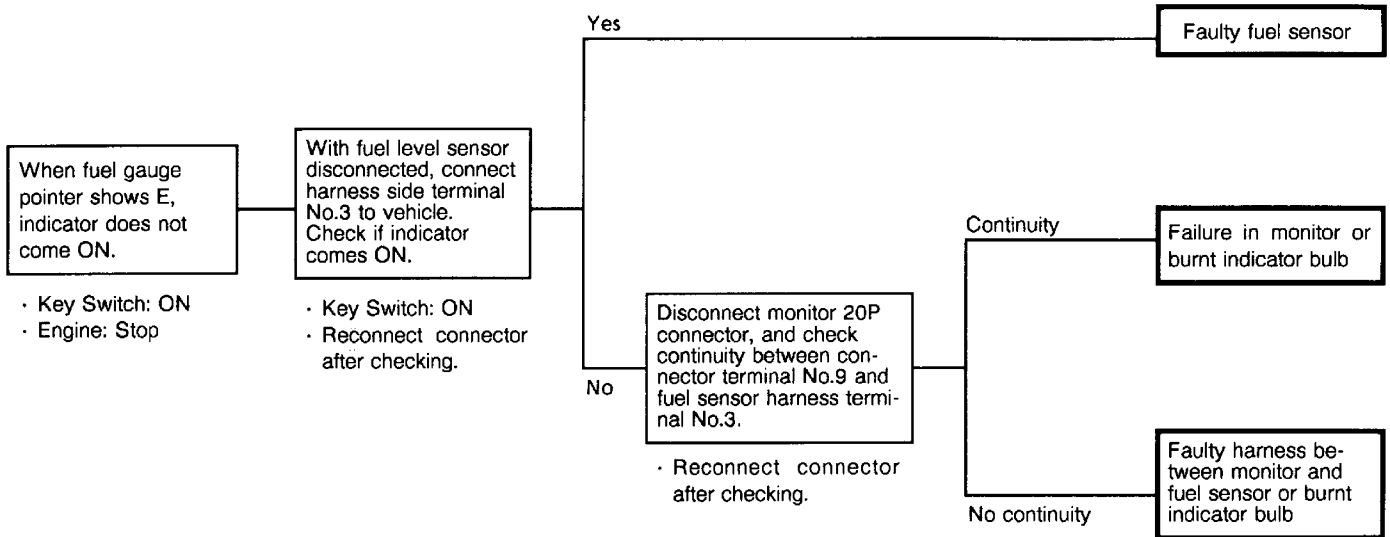 When fuel gauge
pointer shows E,
indicator does not
come ON.
· Key Switch: ON
· Engine: Stop
With fuel level sensor
disconnected, connect
harness side terminal
No.3 to vehicle.
Check if indicator
comes ON.
· Key Switch: ON
· Reconnect connector
after checking.
Yes
Faulty fuel sensor
No
Disconnect monitor 20P
connector, and check
continuity between con-
nector terminal No.9 and
fuel sensor harness termi-
nal No.3.
· Reconnect connector
after checking.
Continuity
Failure in monitor or
burnt indicator bulb
No continuity
Faulty harness be-
tween monitor and
fuel sensor or burnt
indicator bulb